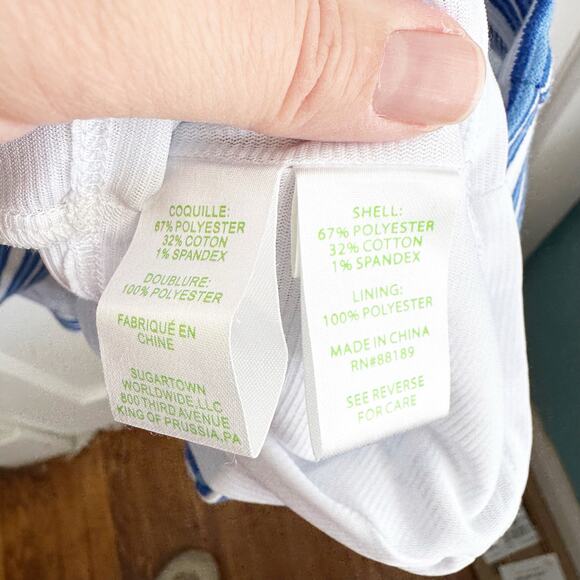 COQUILLE:
67% POLYESTER
32% COTON
1% SPANDEX
DOUBLURE:
100% POLYESTER
FABRIQUÉ EN
CHINE
SUGARTOWN
WORLDWIDE, LLC
800 THIRD AVENUE
KING OF PRUSSIA, PA
SHELL:
67% POLYESTER
32% COTTON
1% SPANDEX
LINING:
100% POLYESTER
MADE IN CHINA
RN#88189
SEE REVERSE
FOR CARE